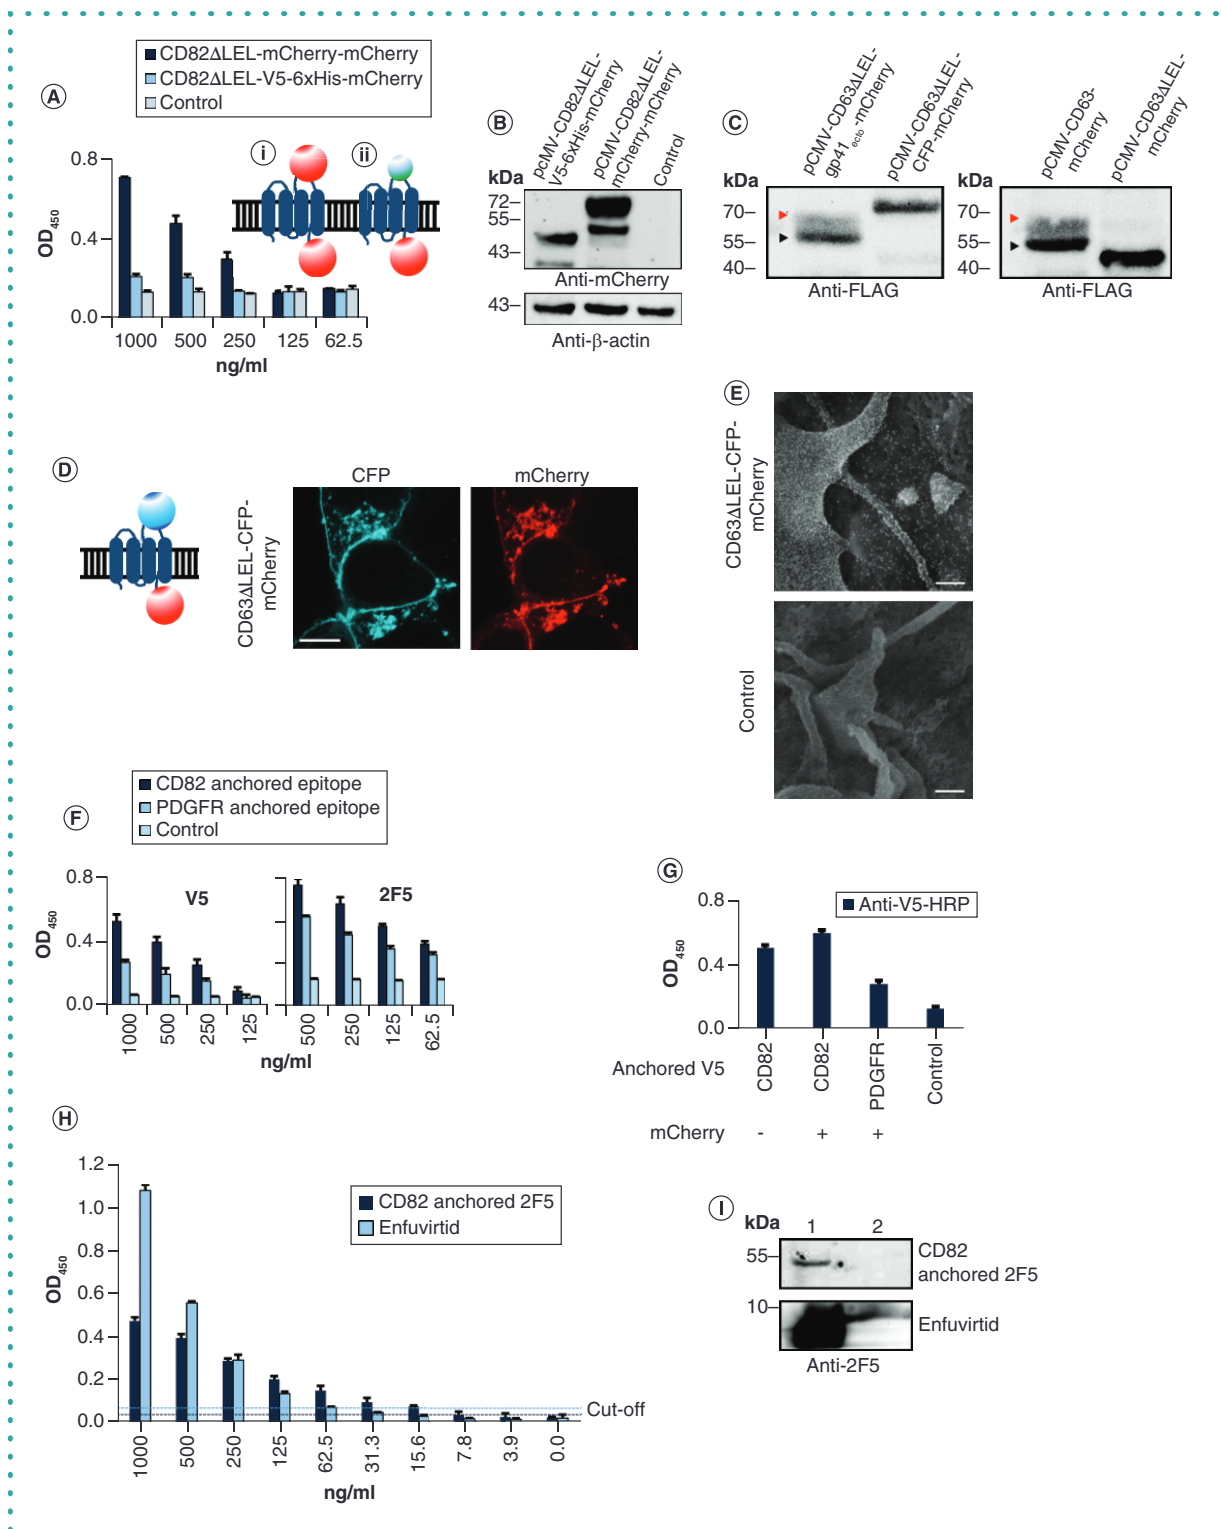 CD82ΔLEL-mCherry-mCherry
CD82ΔLEL-V5-6xHis-mCherry
Control
A
i
ii
0.8
0.4
0.0
OD450
1000
500
250
125
62.5
ng/ml
B
pcMV-CD82ΔLEL-
V5-6xHis-mCherry
pCMV-CD82ΔLEL-
mCherry-mCherry
Control
kDa
72–
55–
43–
Anti-mCherry
43–
Anti-β-actin
C
pCMV-CD63ΔLEL-
gp41ecto-mCherry
pCMV-CD63ΔLEL-
CFP-mCherry
kDa
70–
55–
40–
Anti-FLAG
pCMV-CD63-
mCherry
pCMV-CD63ΔLEL-
mCherry
kDa
70–
55–
40–
Anti-FLAG
D
CD63ΔLEL-CFP-
mCherry
CFP
mCherry
E
CD63ΔLEL-CFP-
mCherry
Control
CD82 anchored epitope
PDGFR anchored epitope
Control
F
0.8
0.4
0.0
OD450
V5
1000
500
250
125
2F5
500
250
125
62.5
ng/ml
G
Anti-V5-HRP
0.8
0.4
0.0
OD450
Anchored V5
CD82
CD82
PDGFR
Control
mCherry
-
+
+
H
1.2
1.0
0.8
0.6
0.4
0.2
0.0
OD450
CD82 anchored 2F5
Enfuvirtid
Cut-off
1000
500
250
125
62.5
31.3
15.6
7.8
3.9
0.0
ng/ml
I
kDa
1
2
55–
CD82
anchored 2F5
10–
Enfuvirtid
Anti-2F5